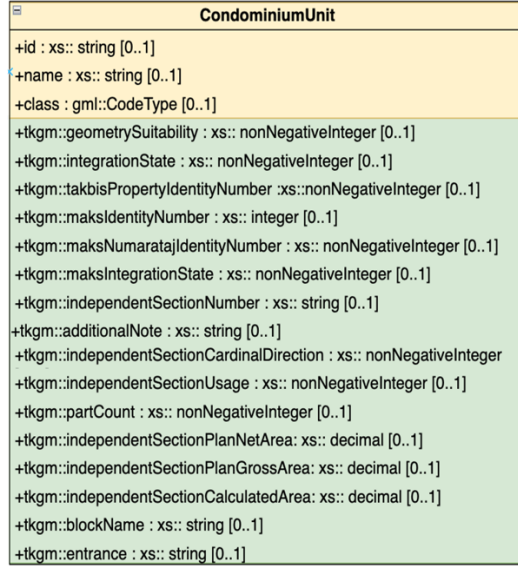 CondominiumUnit
+id : xs:: string [0..1]
+name : xs:: string [0..1]
+class : gml::CodeType [0..1]
+tkgm::geometrySuitability : xs:: nonNegativeInteger [0..1]
+tkgm::integrationState : xs:: nonNegativeInteger [0..1]
+tkgm::takbisPropertyIdentityNumber :xs::nonNegativeInteger [0..1]
+tkgm::maksIdentityNumber : xs:: integer [0..1]
+tkgm::maksNumaratajIdentityNumber : xs:: nonNegativeInteger [0..1]
+tkgm::maksIntegrationState : xs:: nonNegativeInteger [0..1]
+tkgm::independentSectionNumber : xs:: string [0..1]
+tkgm::additionalNote : xs:: string [0..1]
+tkgm::independentSectionCardinalDirection : xs:: nonNegativeInteger
+tkgm::independentSectionUsage : xs:: nonNegativeInteger [0..1]
+tkgm::partCount : xs:: nonNegativeInteger [0..1]
+tkgm::independentSectionPlanNetArea: xs:: decimal [0..1]
+tkgm::independentSectionPlanGrossArea: xs:: decimal [0..1]
+tkgm::independentSectionCalculatedArea: xs:: decimal [0..1]
+tkgm::blockName : xs:: string [0..1]
+tkgm::entrance : xs:: string [0..1]